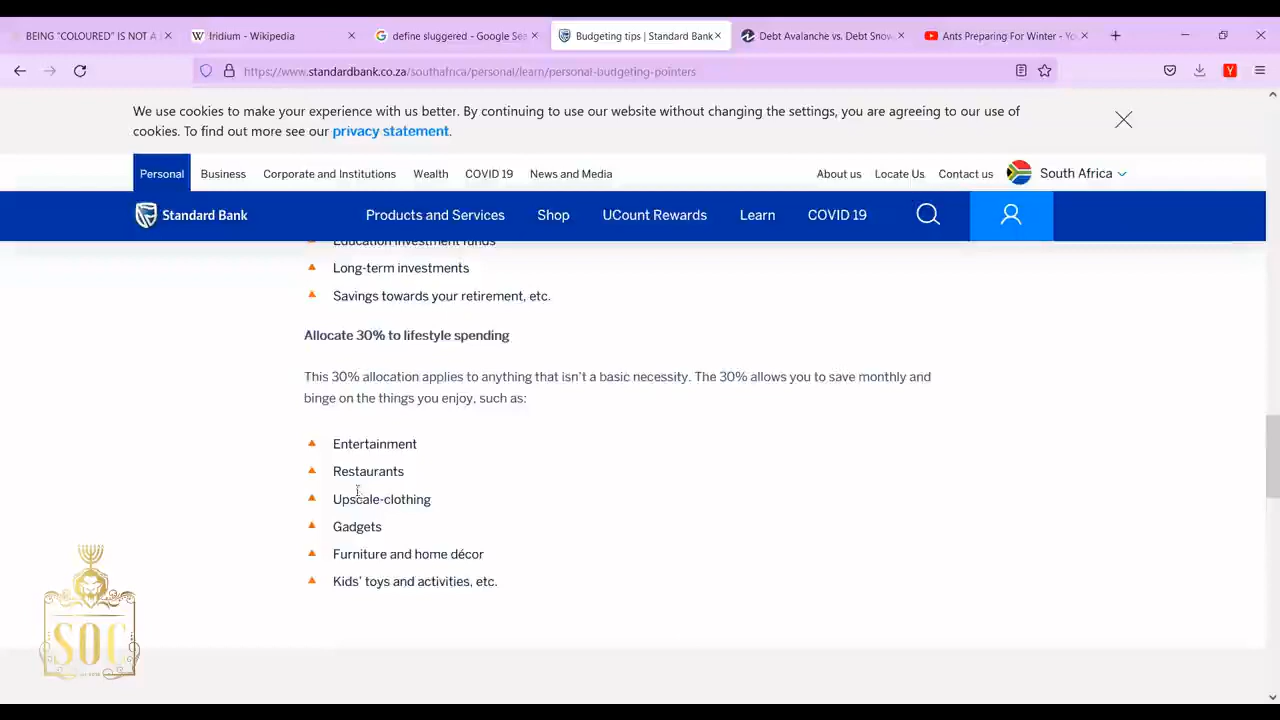 BEING "COLOURED" IS NOT A
Iridium - Wikipedia
define sluggered - Google Sea
Budgeting tips | Standard Bank
Debt Avalanche vs. Debt Snow
Ants Preparing For Winter - Yo
https://www.standardbank.co.za/southafrica/personal/learn/personal-budgeting-pointers
Y
We use cookies to make your experience with us better. By continuing to use our website without changing the settings, you are agreeing to our use of
cookies. To find out more see our privacy statement.
Personal Business Corporate and Institutions Wealth COVID 19 News and Media About us Locate Us Contact us South Africa
Standard Bank Products and Services Shop UCount Rewards Learn COVID 19
Education investment funds
Long-term investments
Savings towards your retirement, etc.
Allocate 30% to lifestyle spending
This 30% allocation applies to anything that isn't a basic necessity. The 30% allows you to save monthly and
binge on the things you enjoy, such as:
Entertainment
Restaurants
Upscale-clothing
Gadgets
Furniture and home décor
Kids' toys and activities, etc.
SOC